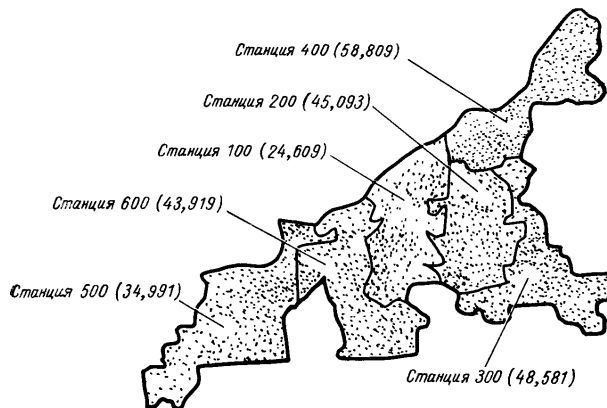 Станция 400 (58,809)
Станция 200 (45,093)
Станция 100 (24,609)
Станция 600 (43,919)
Станция 500 (34,991)
Станция 300 (48,581)